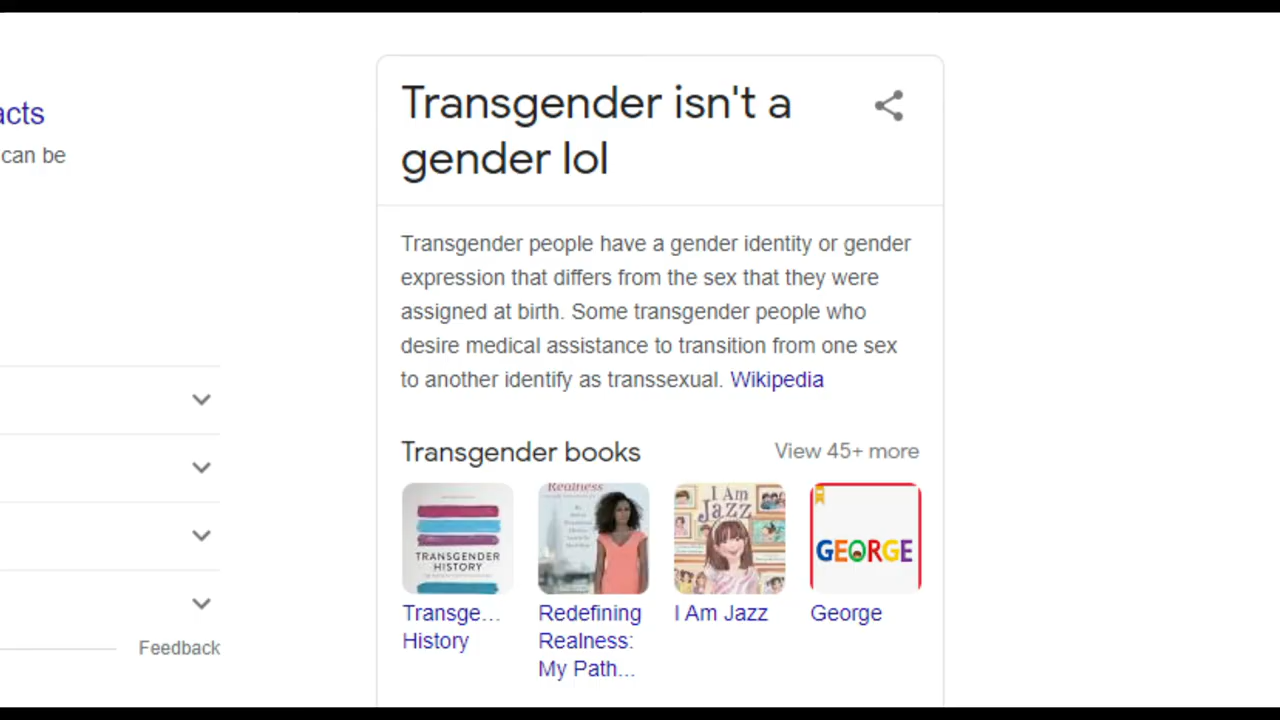 acts
can be
Feedback
Transgender isn't a
gender lol
Transgender people have a gender identity or gender
expression that differs from the sex that they were
assigned at birth. Some transgender people who
desire medical assistance to transition from one sex
to another identify as transsexual. Wikipedia
Transgender books
View 45+ more
TRANSGENDER
HISTORY
Realness
I Am
Jazz
GEORGE
Transge...
History
Redefining
Realness:
My Path...
I Am Jazz
George